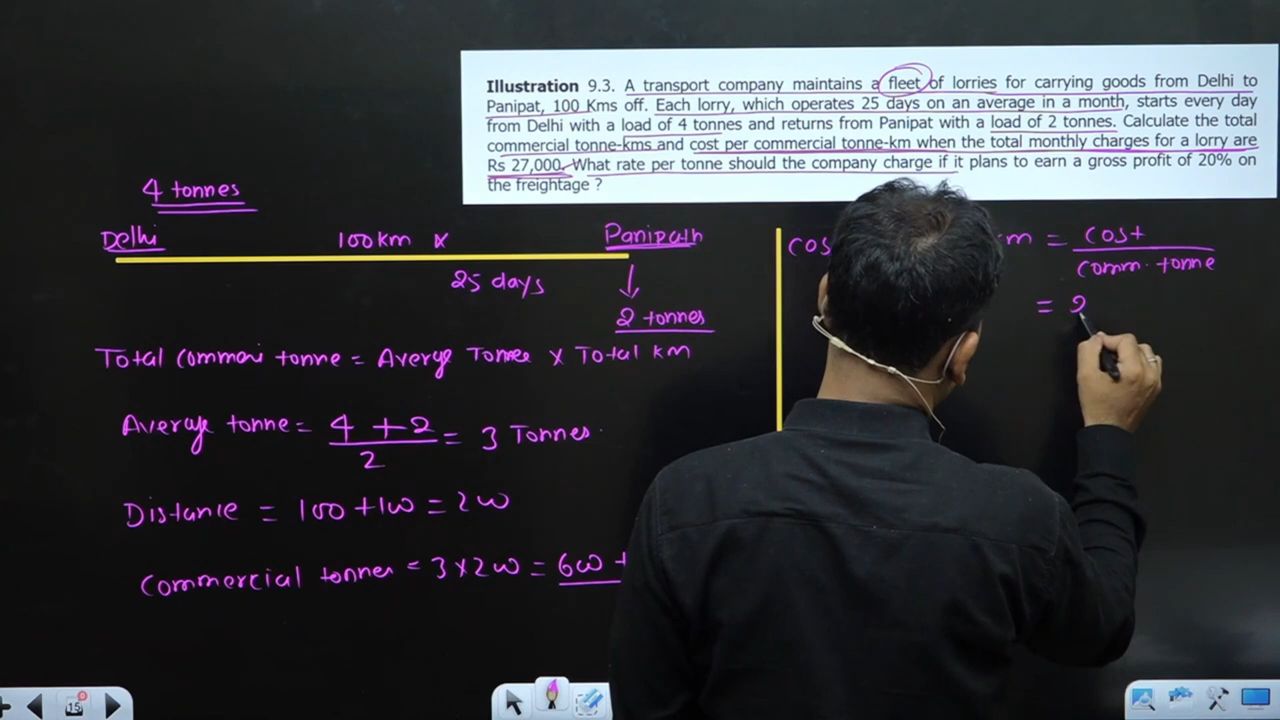 Illustration 9.3. A transport company maintains a fleet of lorries for carrying goods from Delhi to
Panipat, 100 Kms off. Each lorry, which operates 25 days on an average in a month, starts every day
from Delhi with a load of 4 tonnes and returns from Panipat with a load of 2 tonnes. Calculate the total
commercial tonne-kms and cost per commercial tonne-km when the total monthly charges for a lorry are
Rs 27,000. What rate per tonne should the company charge if it plans to earn a gross profit of 20% on
the freightage ?
4 tonnes
Delhi 100 km x Panipath
25 days
2 tonnes
Total Tonne = Averge Tonne x Total KM
Average tonne = 4 + 2 / 2 = 3 Tonnes
Distance = 100 + 100 = 200
Commercial tonne = 3 x 200 = 600
= cost / comm. tonne
= 2
15